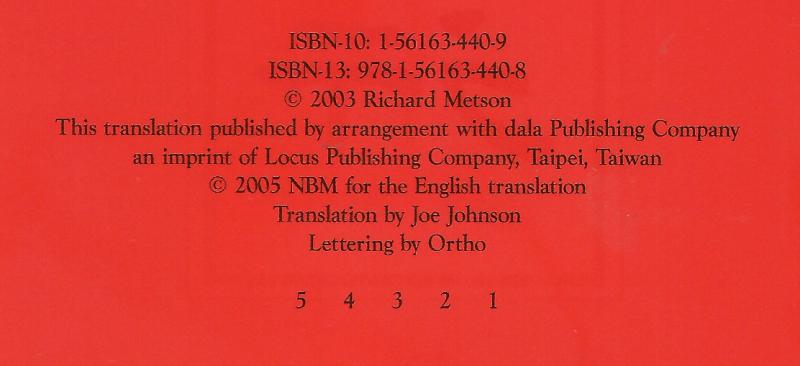 ISBN-10: 1-56163-440-9
ISBN-13: 978-1-56163-440-8
© 2003 Richard Metson
This translation published by arrangement with dala Publishing Company
an imprint of Locus Publishing Company, Taipei, Taiwan
© 2005 NBM for the English translation
Translation by Joe Johnson
Lettering by Ortho
5 4 3 2 1